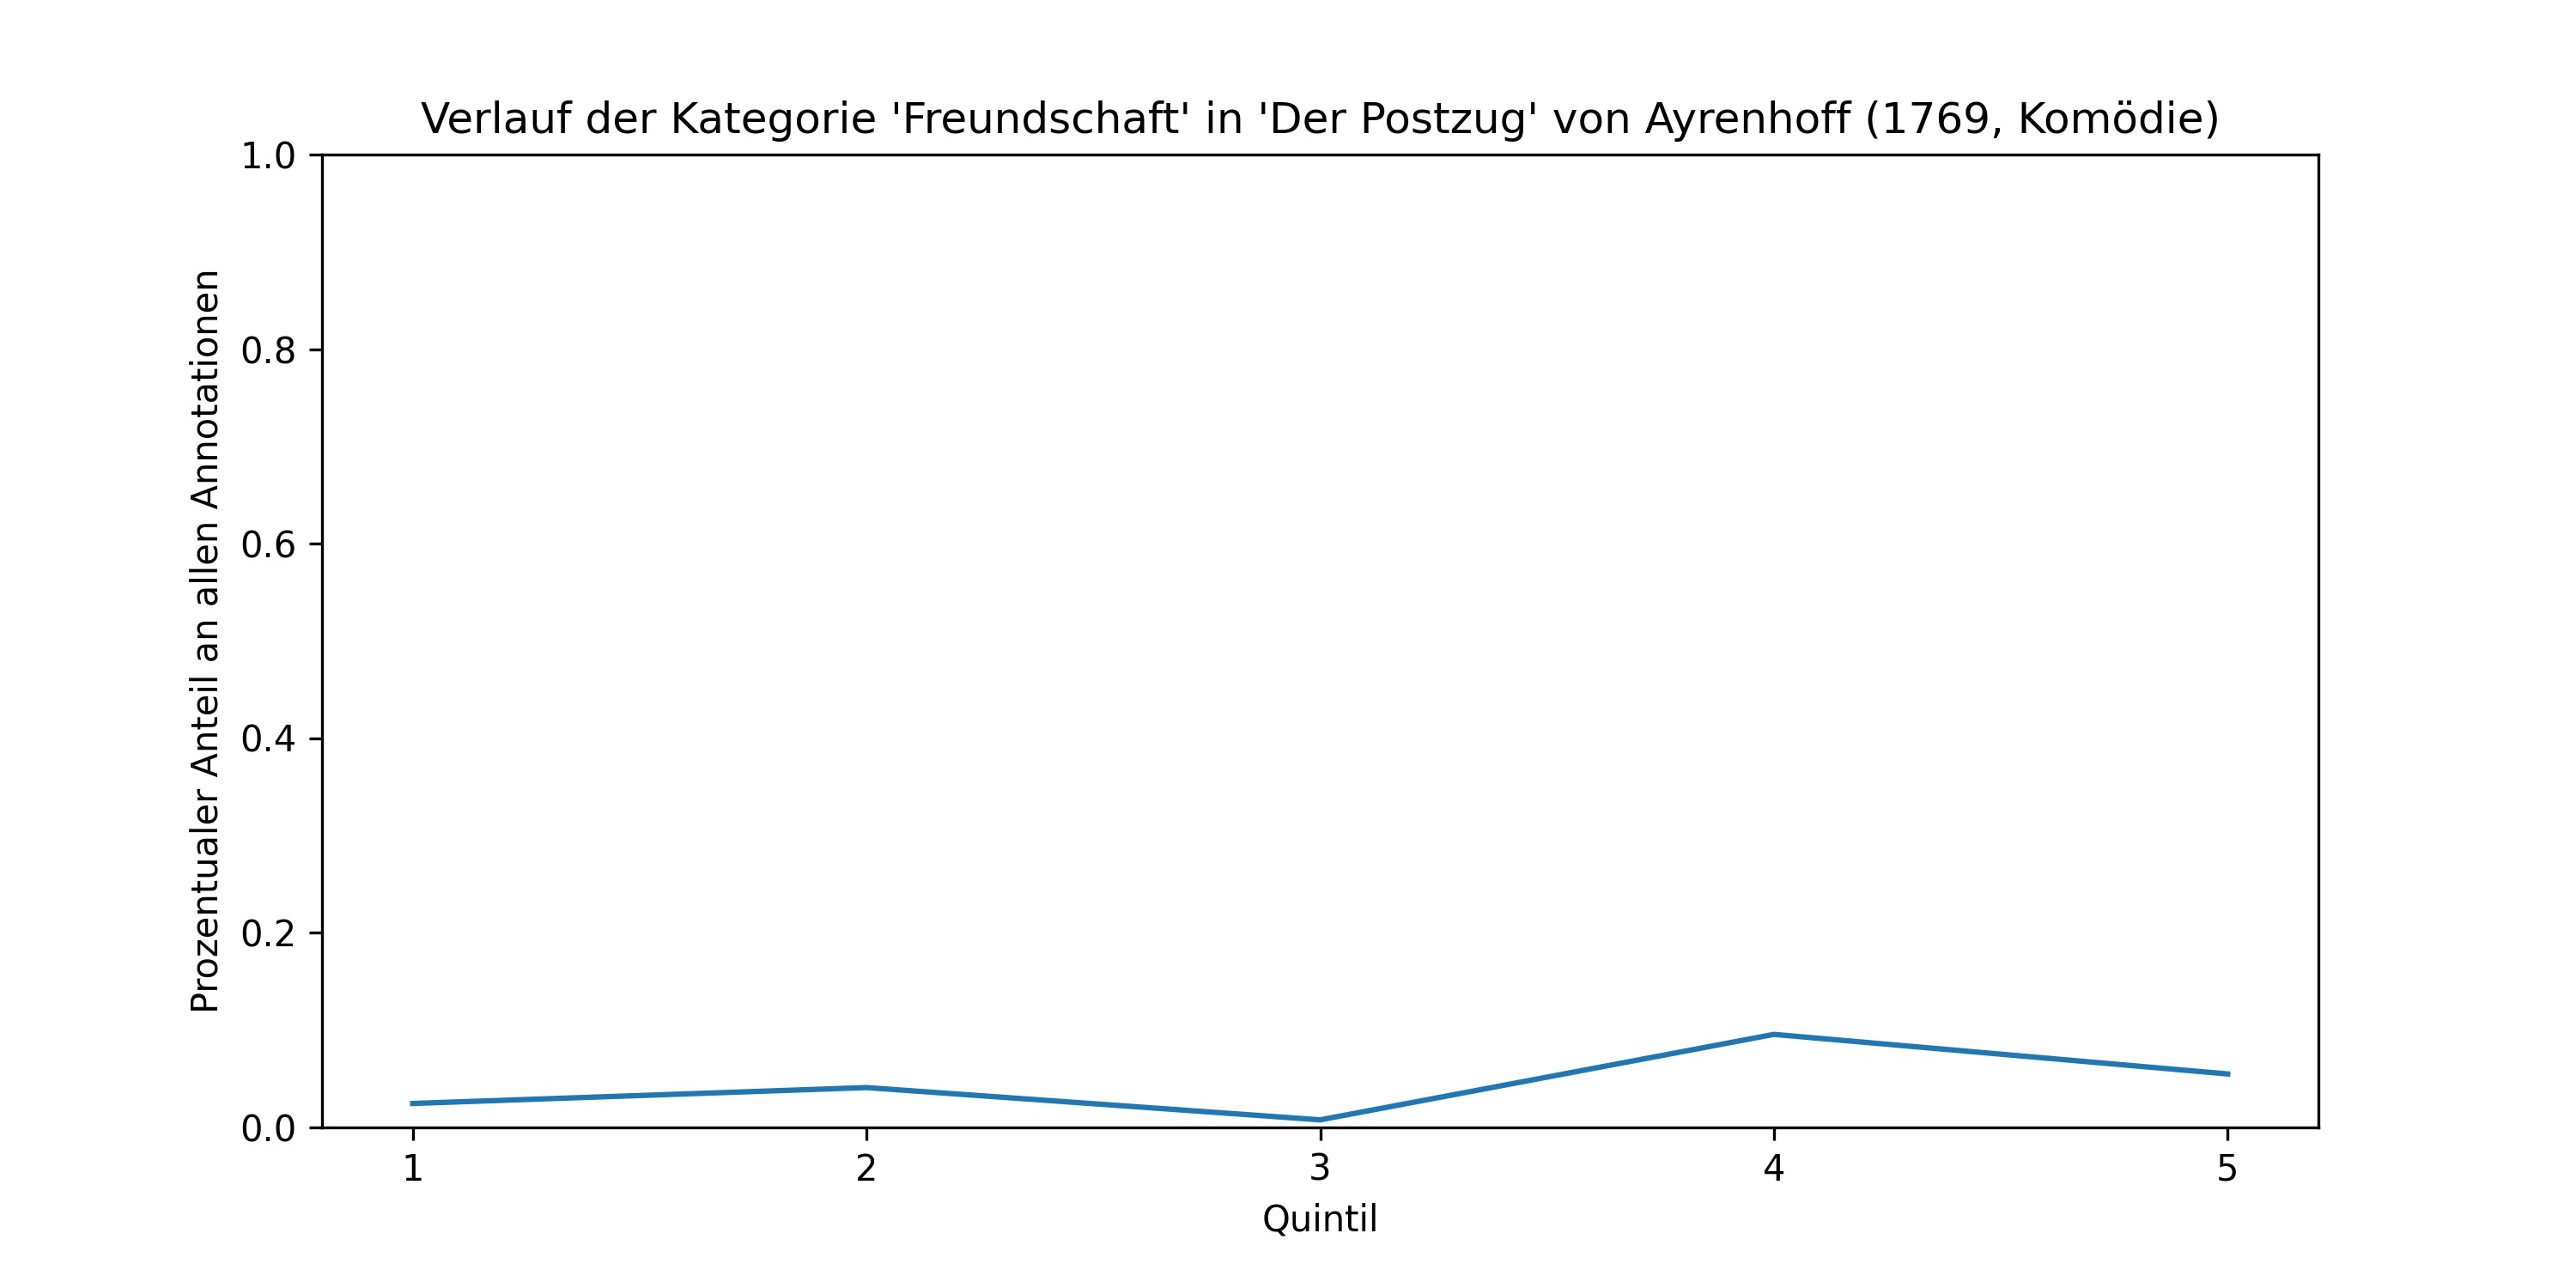 Verlauf der Kategorie 'Freundschaft' in 'Der Postzug' von Ayrenhoff (1769, Komödie)
Prozentualer Anteil an allen Annotationen
1.0
0.8
0.6
0.4
0.2
0.0
1 2 3 4 5
Quintil